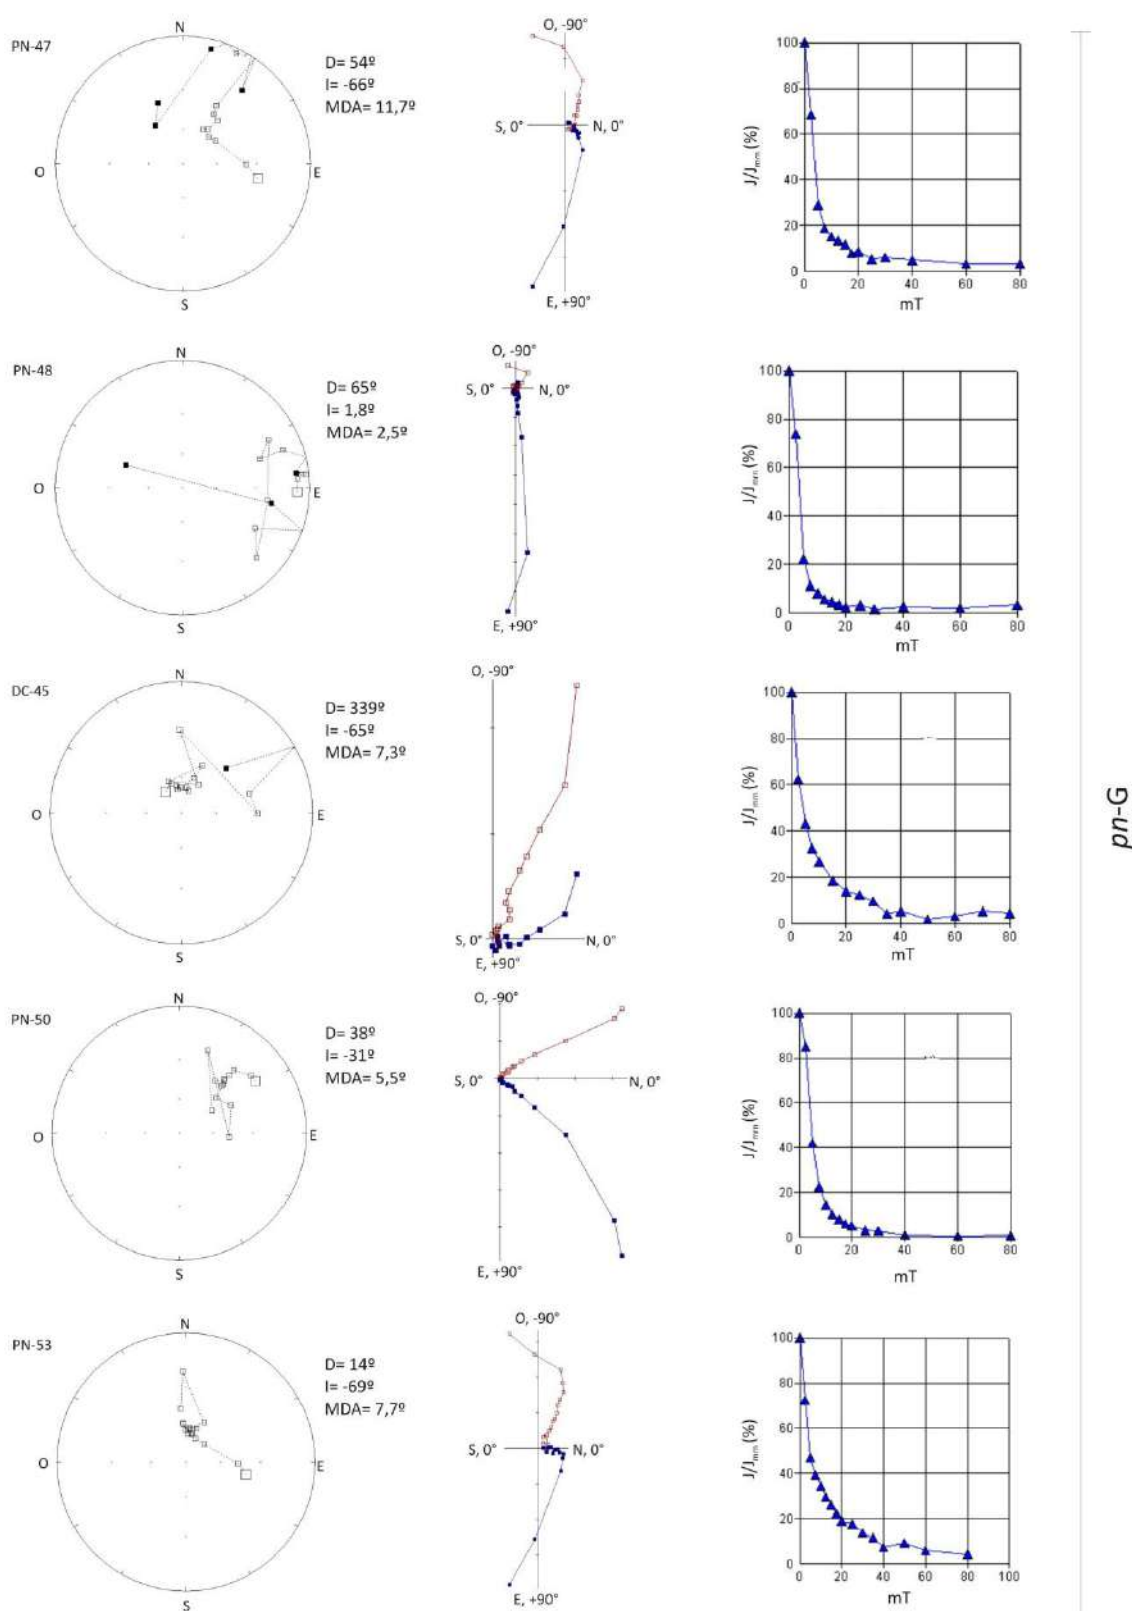 PN-47
N
O
E
S
D= 54º
I= -66º
MDA= 11,7º
O, -90°
S, 0°
N, 0°
E, +90°
J/Jmm (%)
100
80
60
40
20
0
0 20 40 60 80
mT
PN-48
N
O
E
S
D= 65º
I= 1,8º
MDA= 2,5º
O, -90°
S, 0°
N, 0°
E, +90°
J/Jmm (%)
100
80
60
40
20
0
0 20 40 60 80
mT
DC-45
N
O
E
S
D= 339º
I= -65º
MDA= 7,3º
O, -90°
S, 0°
N, 0°
E, +90°
J/Jmm (%)
100
80
60
40
20
0
0 20 40 60 80
mT
PN-50
N
O
E
S
D= 38º
I= -31º
MDA= 5,5º
O, -90°
S, 0°
N, 0°
E, +90°
J/Jmm (%)
100
80
60
40
20
0
0 20 40 60 80
mT
PN-53
N
O
E
S
D= 14º
I= -69º
MDA= 7,7º
O, -90°
S, 0°
N, 0°
E, +90°
J/Jmm (%)
100
80
60
40
20
0
0 20 40 60 80 100
mT
pn-G